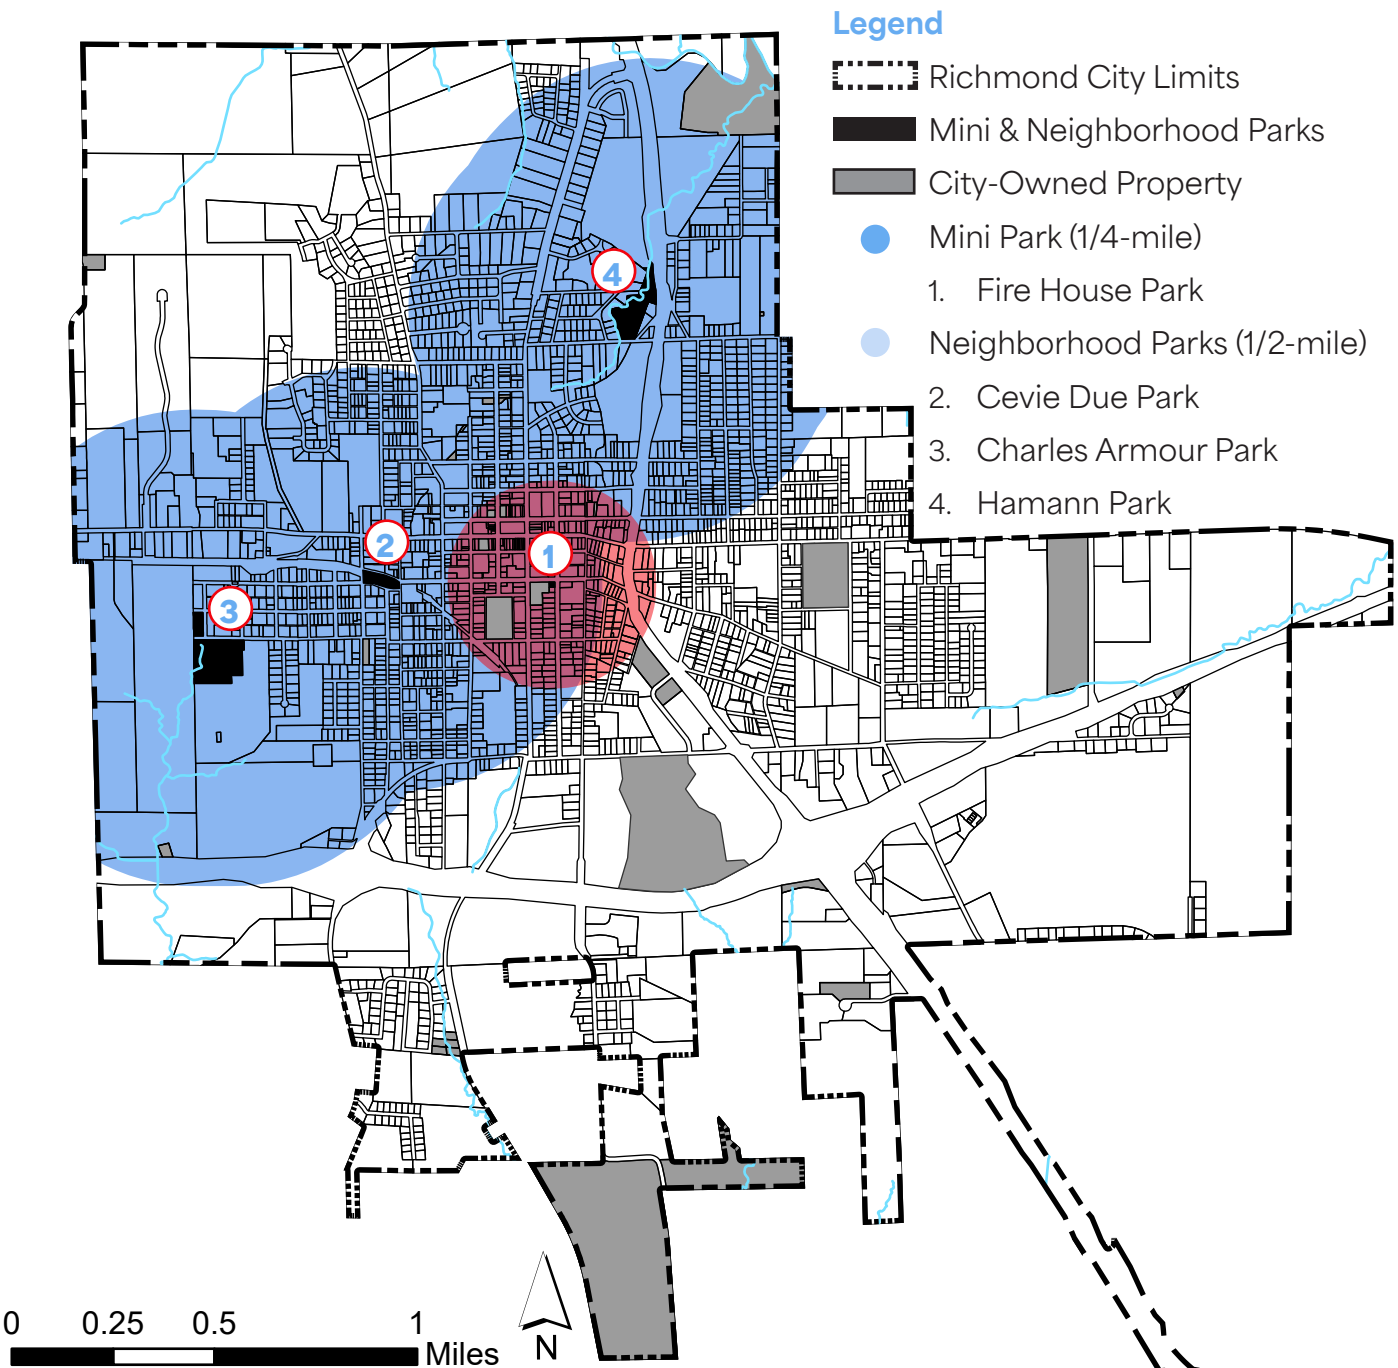 Legend
Richmond City Limits
Mini & Neighborhood Parks
City-Owned Property
Mini Park (1/4-mile)
1. Fire House Park
Neighborhood Parks (1/2-mile)
2. Cevie Due Park
3. Charles Armour Park
4. Hamann Park
4
1
2
3
0 0.25 0.5 1
Miles
N